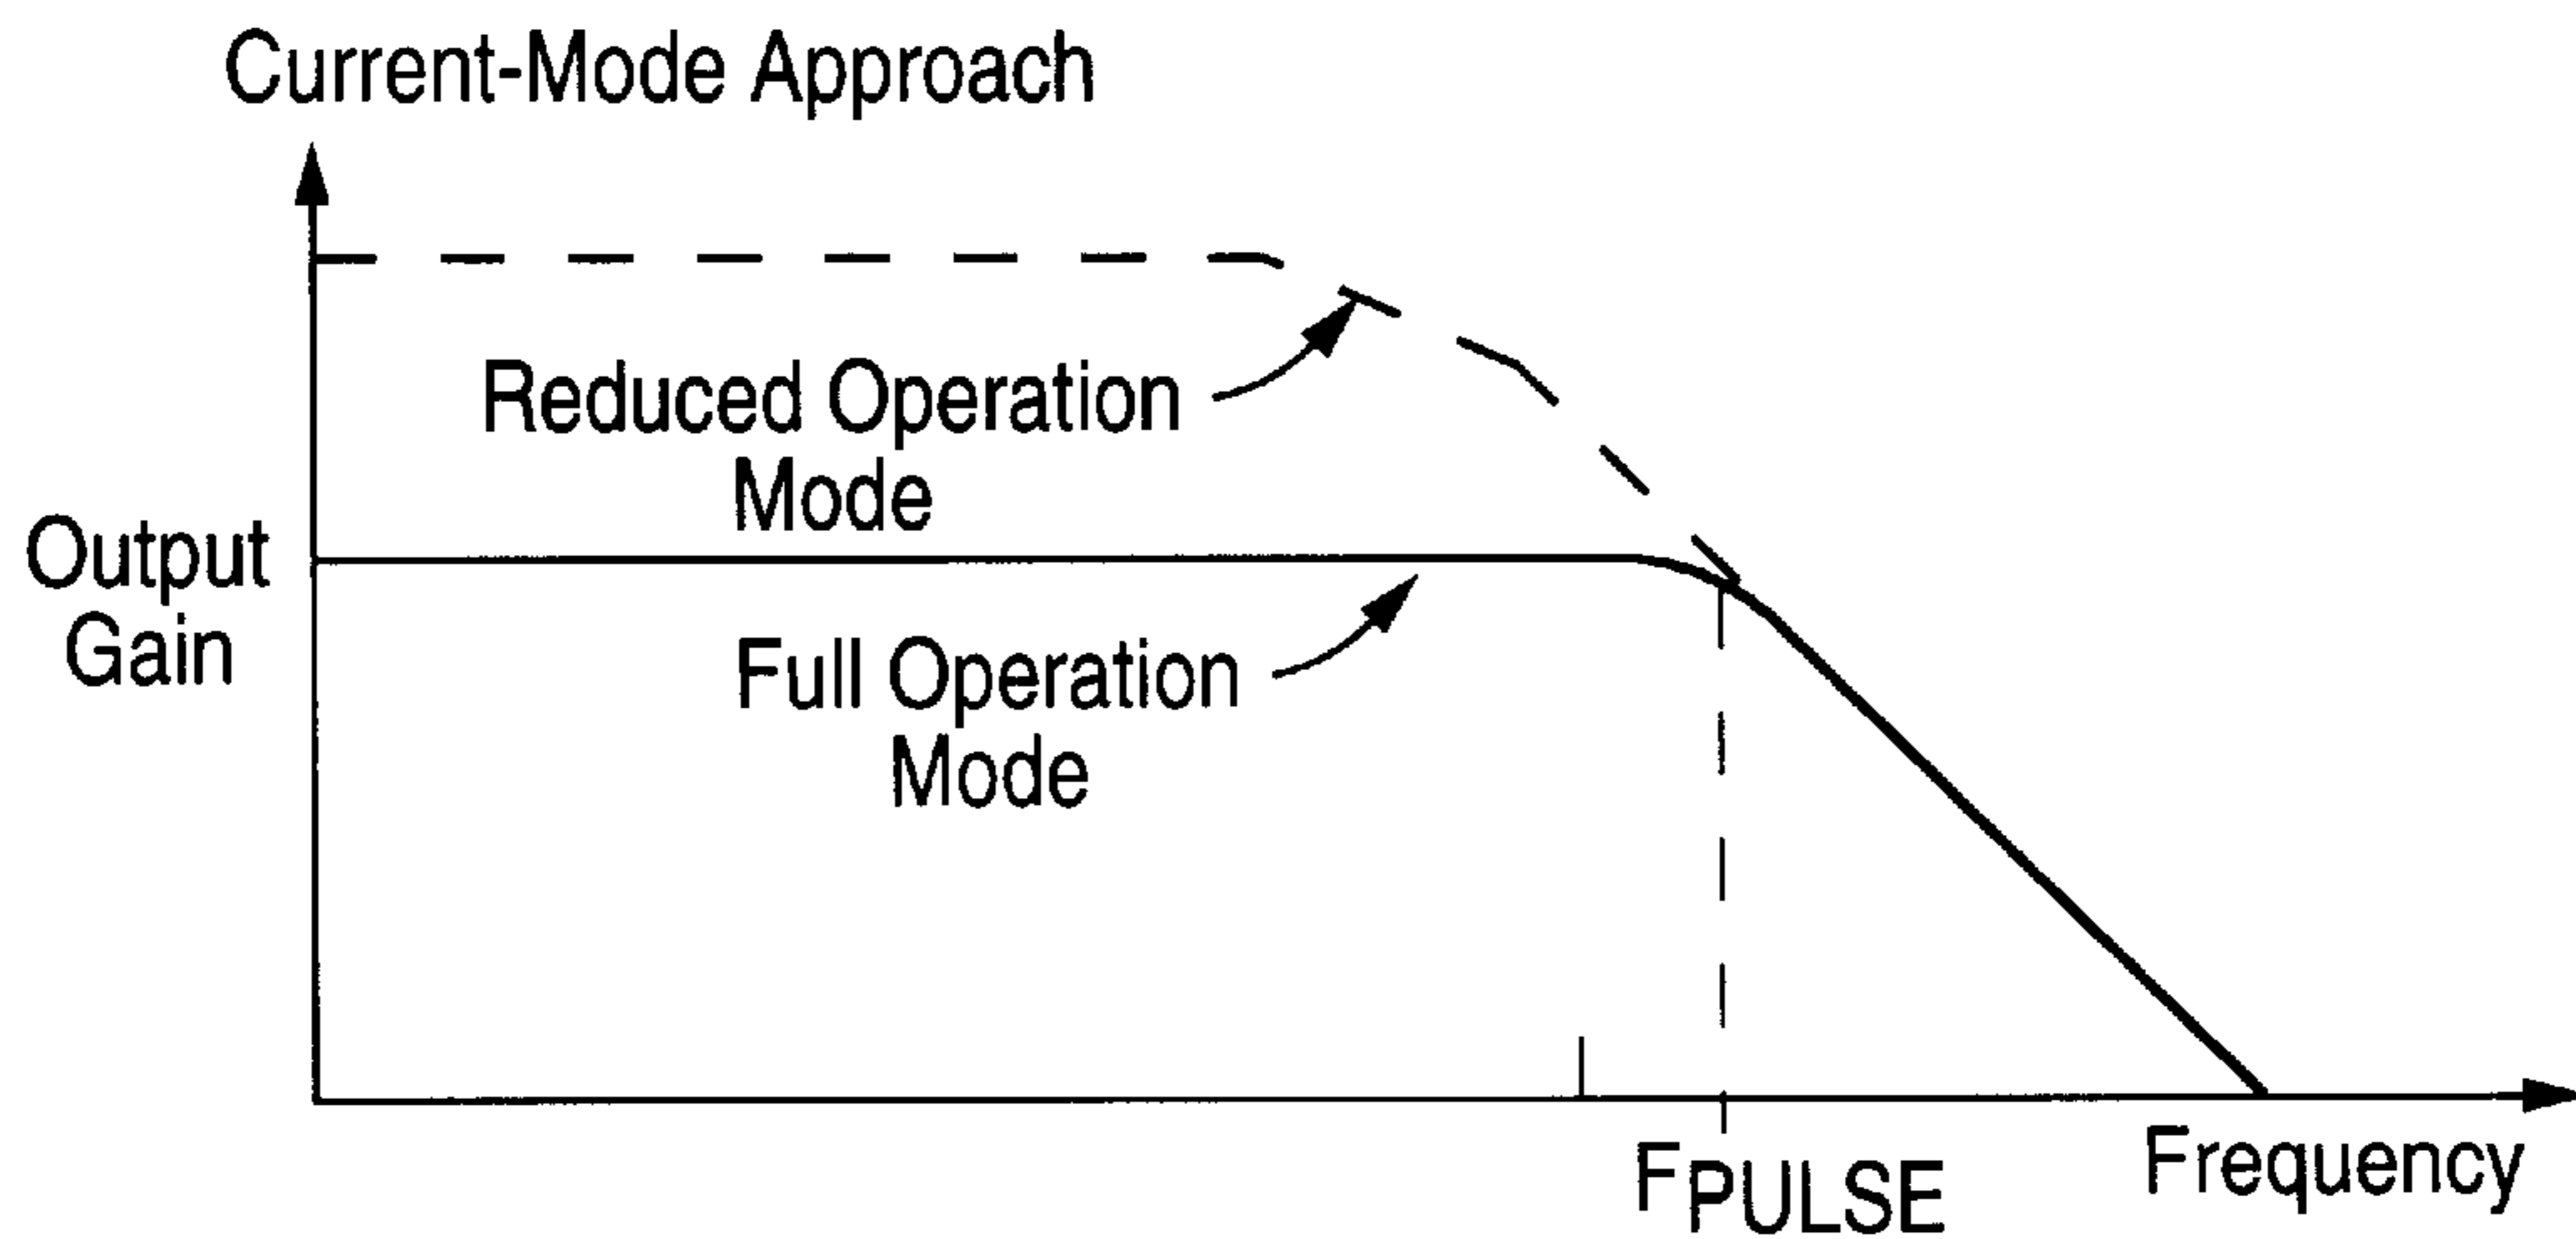 Current-Mode Approach
Reduced Operation
Mode
Output
Gain
Full Operation
Mode
FPULSE
Frequency